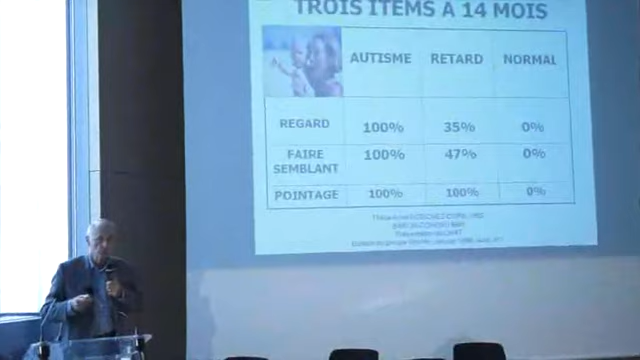 TROIS ITEMS A 14 MOIS
AUTISME RETARD NORMAL
REGARD 100% 35% 0%
FAIRE
SEMBLANT 100% 47% 0%
POINTAGE 100% 100% 0%